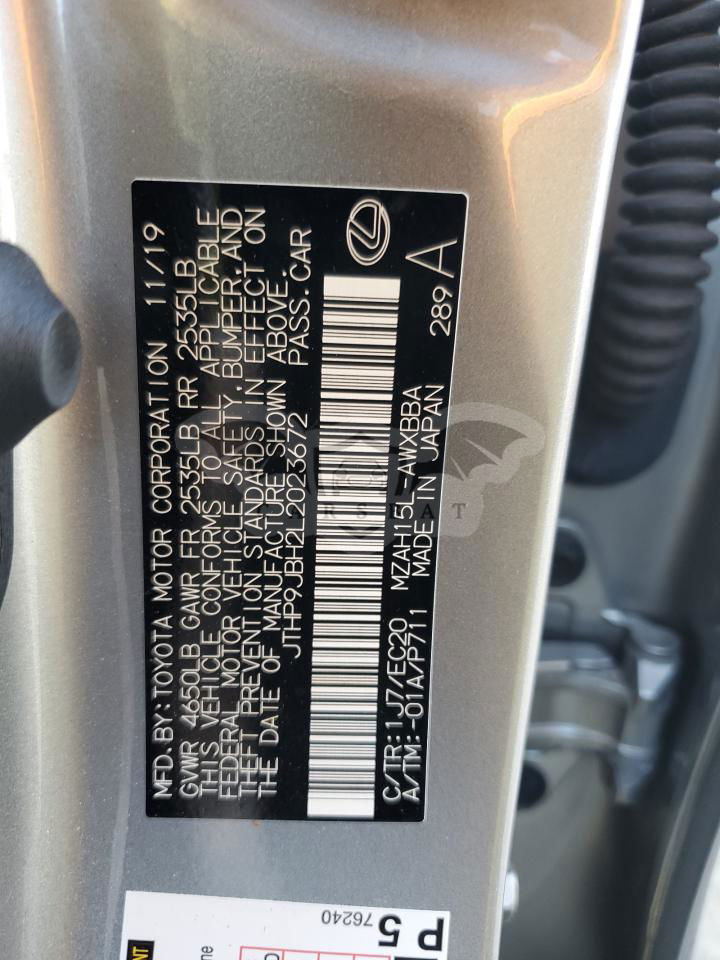 MFD.BY:TOYOTA MOTOR CORPORATION 11/19
GVWR 4650LB GAWR FR 2535LB RR 2535LB
THIS VEHICLE CONFORMS TO ALL APPLICABLE
FEDERAL MOTOR VEHICLE SAFETY,BUMPER,AND
THEFT PREVENTION STANDARDS IN EFFECT ON
THE DATE OF MANUFACTURE SHOWN ABOVE.
JTHP9JBH2L2023672 PASS.CAR
C/TR:1J7/EC20 MZAH15L-AWXBBA
A/TM:-01A/P711 MADE IN JAPAN
289 A
76240
P 5